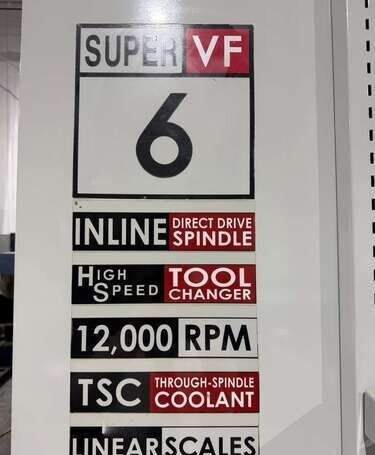 SUPER VF
6
INLINE DIRECT DRIVE SPINDLE
HIGH SPEED TOOL CHANGER
12,000 RPM
TSC THROUGH-SPINDLE COOLANT
LINEAR SCALES